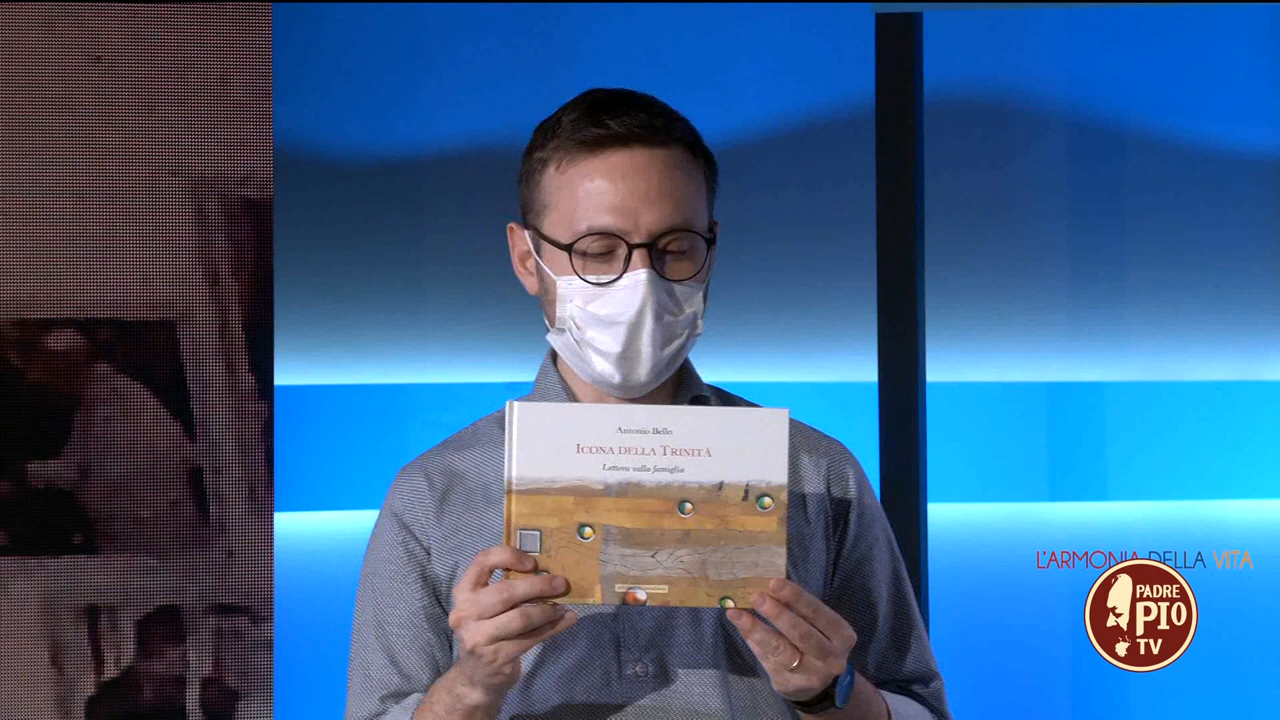 Antonio Bello
ICONA DELLA TRINITÀ
Lettera sulla famiglia
L'ARMONIA DELLA VITA
PADRE
PIO
TV